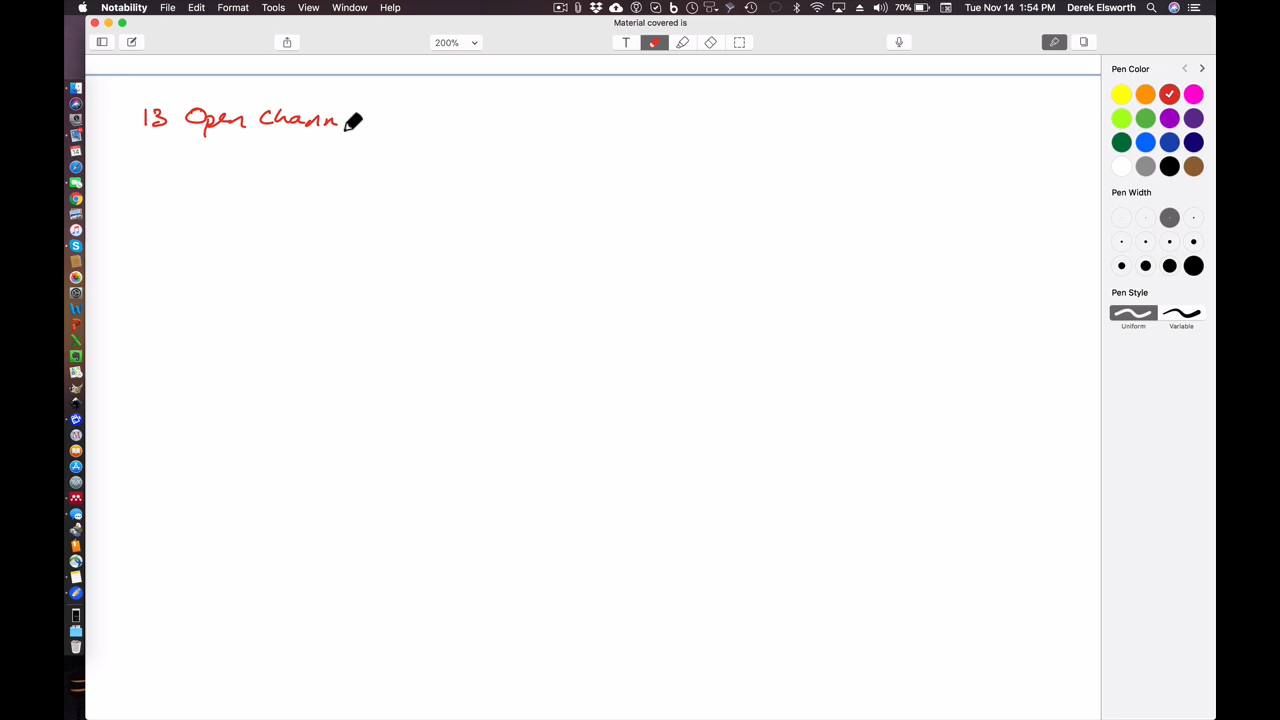 Notability File Edit Format Tools View Window Help 70% Tue Nov 14 1:54 PM Derek Elsworth
Material covered is
200% T
Pen Color
13 Open Chann
Pen Width
Pen Style
Uniform Variable